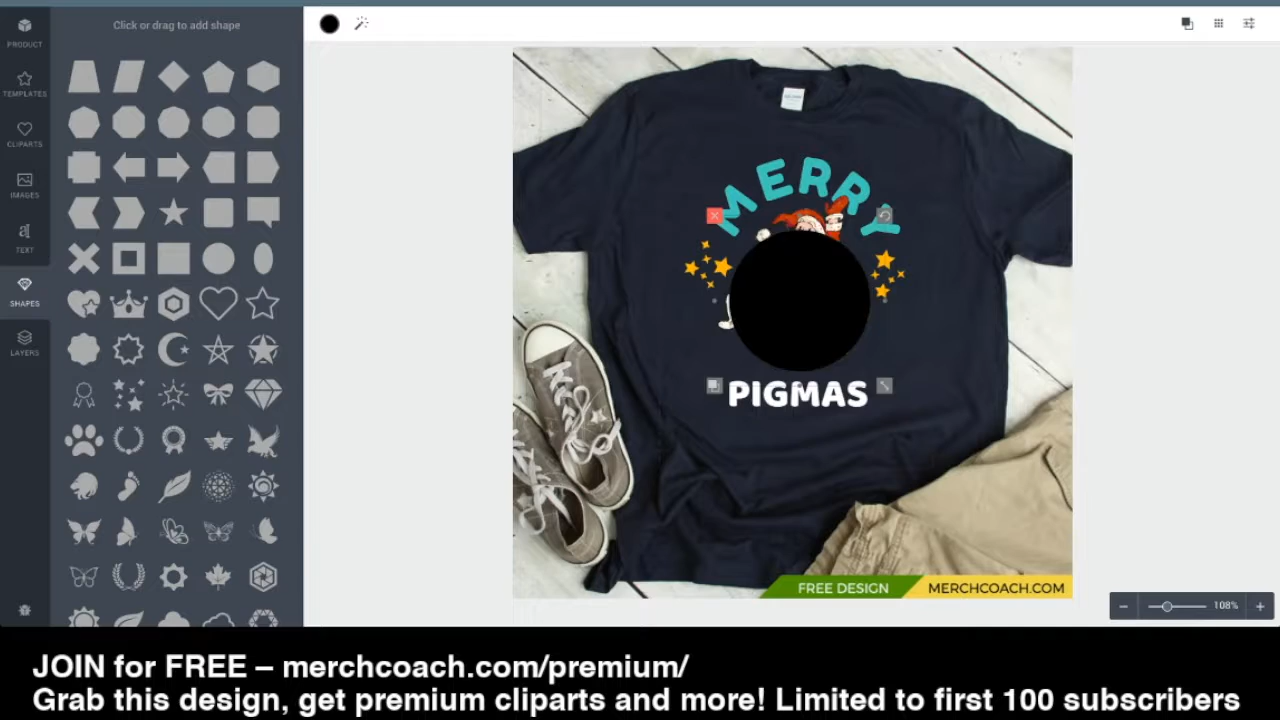 Click or drag to add shape
PRODUCT
TEMPLATES
CLIPARTS
IMAGES
TEXT
SHAPES
LAYERS
MERRY
PIGMAS
FREE DESIGN
MERCHCOACH.COM
108%
JOIN for FREE – merchcoach.com/premium/
Grab this design, get premium cliparts and more! Limited to first 100 subscribers